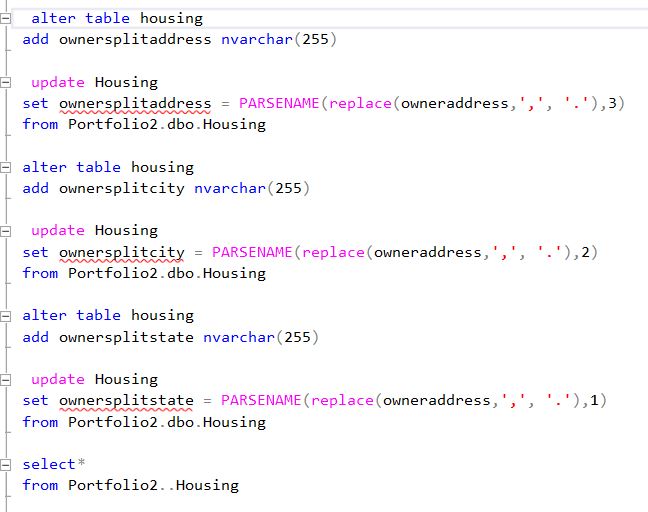 alter table housing
add ownersplitaddress nvarchar(255)
update Housing
set ownersplitaddress = PARSENAME(replace(owneraddress,',', '.'),3)
from Portfolio2.dbo.Housing
alter table housing
add ownersplitcity nvarchar(255)
update Housing
set ownersplitcity = PARSENAME(replace(owneraddress,',', '.'),2)
from Portfolio2.dbo.Housing
alter table housing
add ownersplitstate nvarchar(255)
update Housing
set ownersplitstate = PARSENAME(replace(owneraddress,',', '.'),1)
from Portfolio2.dbo.Housing
select*
from Portfolio2..Housing